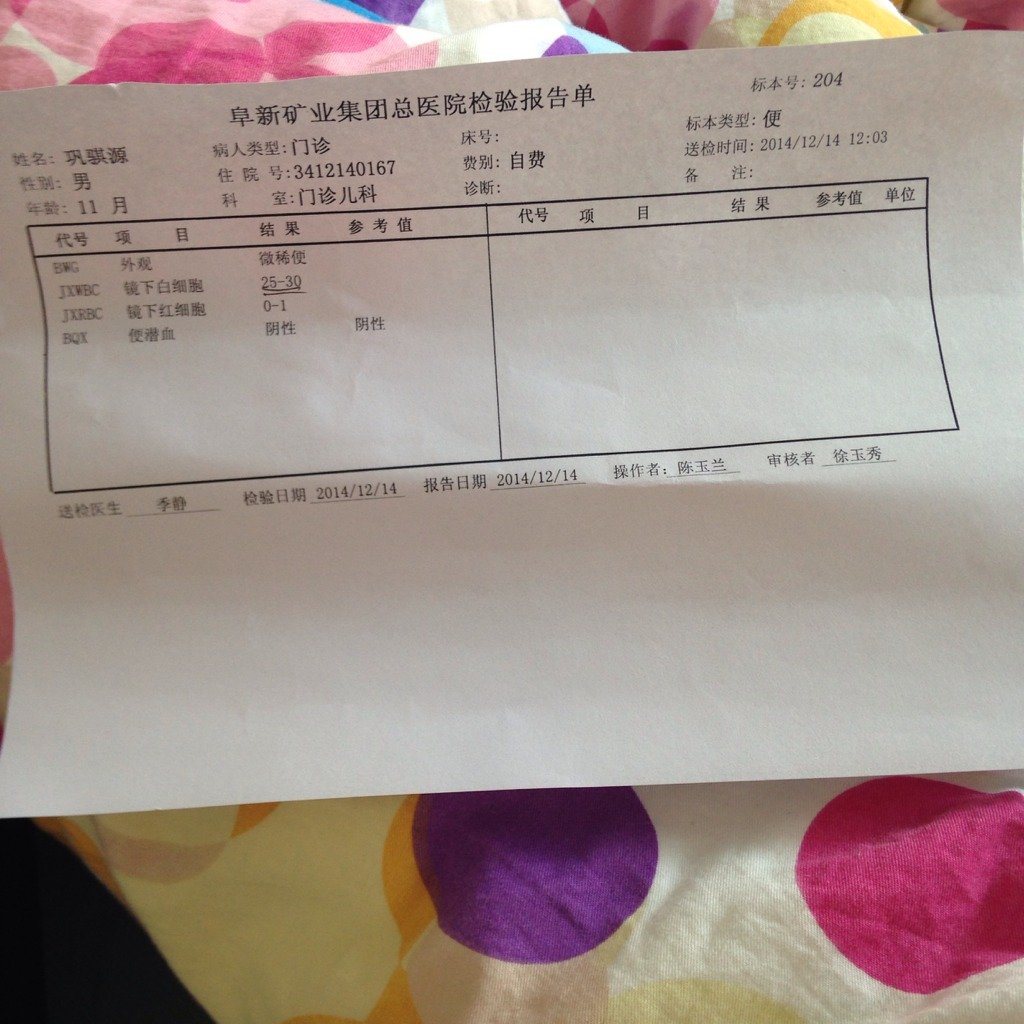 阜新矿业集团总医院检验报告单
标本号: 204
姓名: 巩骐源 病人类型: 门诊 床号: 标本类型: 便
性别: 男 住 院 号: 3412140167 费别: 自费 送检时间: 2014/12/14 12:03
年龄: 11 月 科 室: 门诊儿科 诊断: 备 注:
代号 项 目 结 果 参 考 值 代号 项 目 结 果 参考值 单位
BWG 外观 微稀便
JXWBC 镜下白细胞 25-30
JXRBC 镜下红细胞 0-1
BQX 便潜血 阴性 阴性
送检医生 季静 检验日期 2014/12/14 报告日期 2014/12/14 操作者: 陈玉兰 审核者 徐玉秀